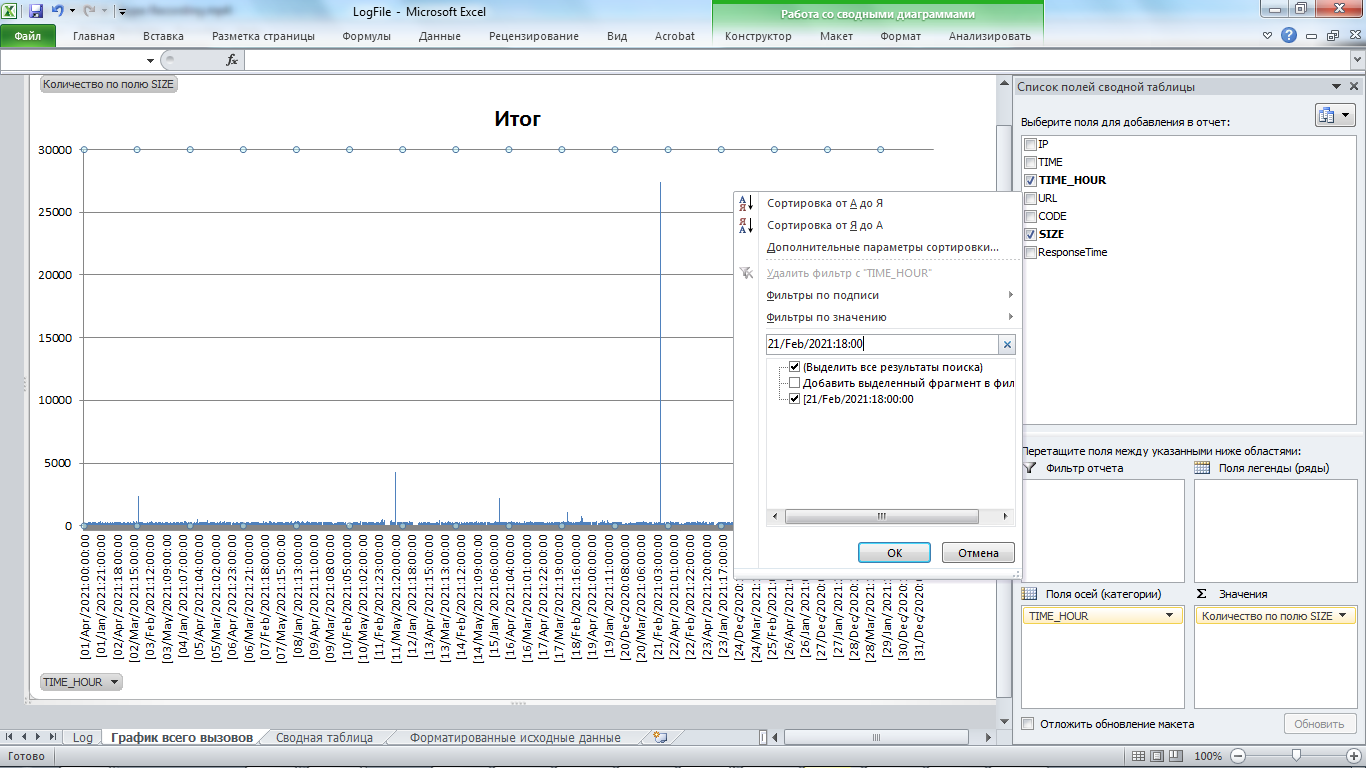 LogFile - Microsoft Excel
Работа со сводными диаграммами
Файл
Главная
Вставка
Разметка страницы
Формулы
Данные
Рецензирование
Вид
Acrobat
Конструктор
Макет
Формат
Анализировать
fx
Количество по полю SIZE
Итог
30000
25000
20000
15000
10000
5000
0
[01/Apr/2021:00:00:00
[01/Jan/2021:21:00:00
[02/Apr/2021:18:00:00
[02/Mar/2021:15:00:00
[03/Feb/2021:12:00:00
[03/May/2021:09:00:00
[04/Jan/2021:07:00:00
[05/Apr/2021:04:00:00
[05/Jan/2021:01:00:00
[06/Apr/2021:23:00:00
[06/Mar/2021:20:00:00
[07/Feb/2021:18:00:00
[07/May/2021:15:00:00
[08/Jan/2021:13:00:00
[09/Apr/2021:11:00:00
[09/Mar/2021:08:00:00
[10/Feb/2021:05:00:00
[10/May/2021:02:00:00
[11/Feb/2021:23:00:00
[11/May/2021:20:00:00
[12/Jan/2021:18:00:00
[13/Apr/2021:15:00:00
[13/Mar/2021:12:00:00
[14/Feb/2021:10:00:00
[14/May/2021:09:00:00
[15/Jan/2021:06:00:00
[16/Apr/2021:04:00:00
[16/Mar/2021:01:00:00
[17/Apr/2021:22:00:00
[17/Mar/2021:19:00:00
[18/Feb/2021:16:00:00
[19/Apr/2021:14:00:00
[19/Jan/2021:11:00:00
[20/Dec/2020:08:00:00
[20/Mar/2021:06:00:00
[21/Feb/2021:03:00:00
[22/Apr/2021:01:00:00
[22/Feb/2021:22:00:00
[23/Apr/2021:20:00:00
[23/Jan/2021:17:00:00
[24/Dec/2020:
[24/Mar/2021:
[25/Feb/2021:
[26/Apr/2021:
[26/Jan/2021:
[27/Dec/2020:
[27/Jan/2021:
[28/Dec/2020:
[28/Mar/2021:
[29/Jan/2021:
[30/Dec/2020:
[31/Dec/2020:
TIME_HOUR
Сортировка от А до Я
Сортировка от Я до А
Дополнительные параметры сортировки...
Удалить фильтр с "TIME_HOUR"
Фильтры по подписи
Фильтры по значению
21/Feb/2021:18:00
(Выделить все результаты поиска)
Добавить выделенный фрагмент в фил
[21/Feb/2021:18:00:00
ОК
Отмена
Список полей сводной таблицы
Выберите поля для добавления в отчет:
IP
TIME
TIME_HOUR
URL
CODE
SIZE
ResponseTime
Перетащите поля между указанными ниже областями:
Фильтр отчета
Поля легенды (ряды)
Поля осей (категории)
Σ Значения
TIME_HOUR
Количество по полю SIZE
Отложить обновление макета
Обновить
Log
График всего вызовов
Сводная таблица
Форматированные исходные данные
Готово
100%